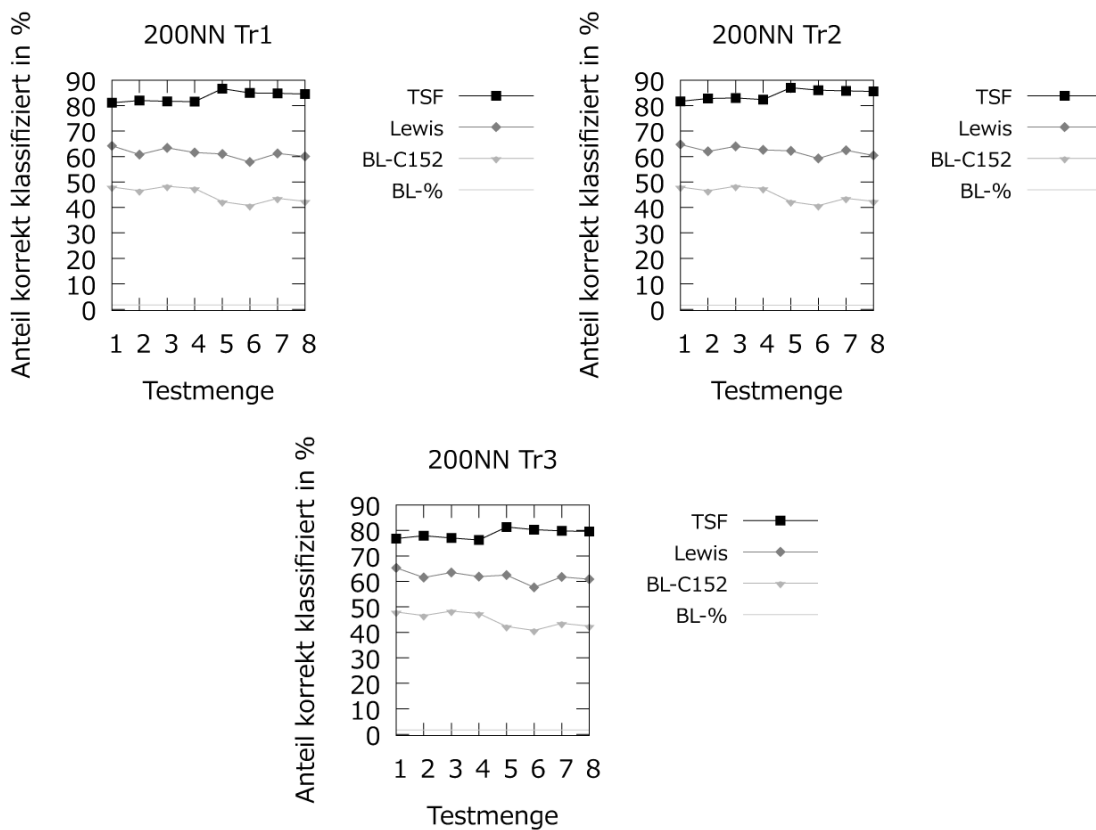 200NN Tr1
Anteil korrekt klassifiziert in %
90
80
70
60
50
40
30
20
10
0
1 2 3 4 5 6 7 8
Testmenge
TSF
Lewis
BL-C152
BL-%
200NN Tr2
Anteil korrekt klassifiziert in %
90
80
70
60
50
40
30
20
10
0
1 2 3 4 5 6 7 8
Testmenge
TSF
Lewis
BL-C152
BL-%
200NN Tr3
Anteil korrekt klassifiziert in %
90
80
70
60
50
40
30
20
10
0
1 2 3 4 5 6 7 8
Testmenge
TSF
Lewis
BL-C152
BL-%